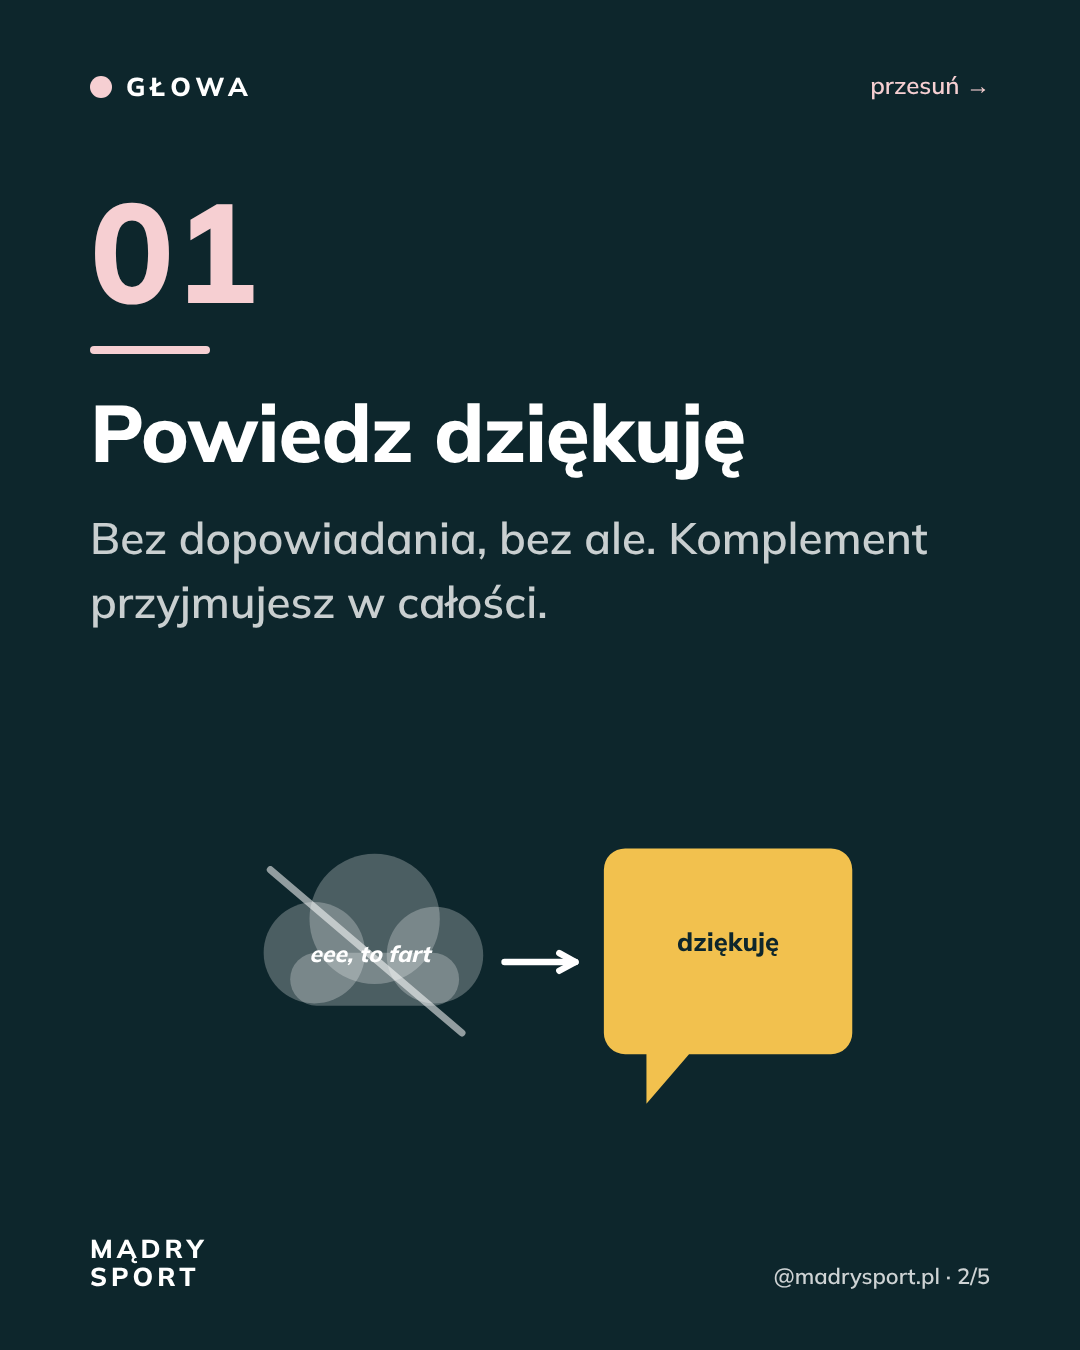 GŁOWA
przesuń →
01
Powiedz dziękuję
Bez dopowiadania, bez ale. Komplement
przyjmujesz w całości.
eee, to fart
dziękuję
MĄDRY
SPORT
@madrysport.pl · 2/5